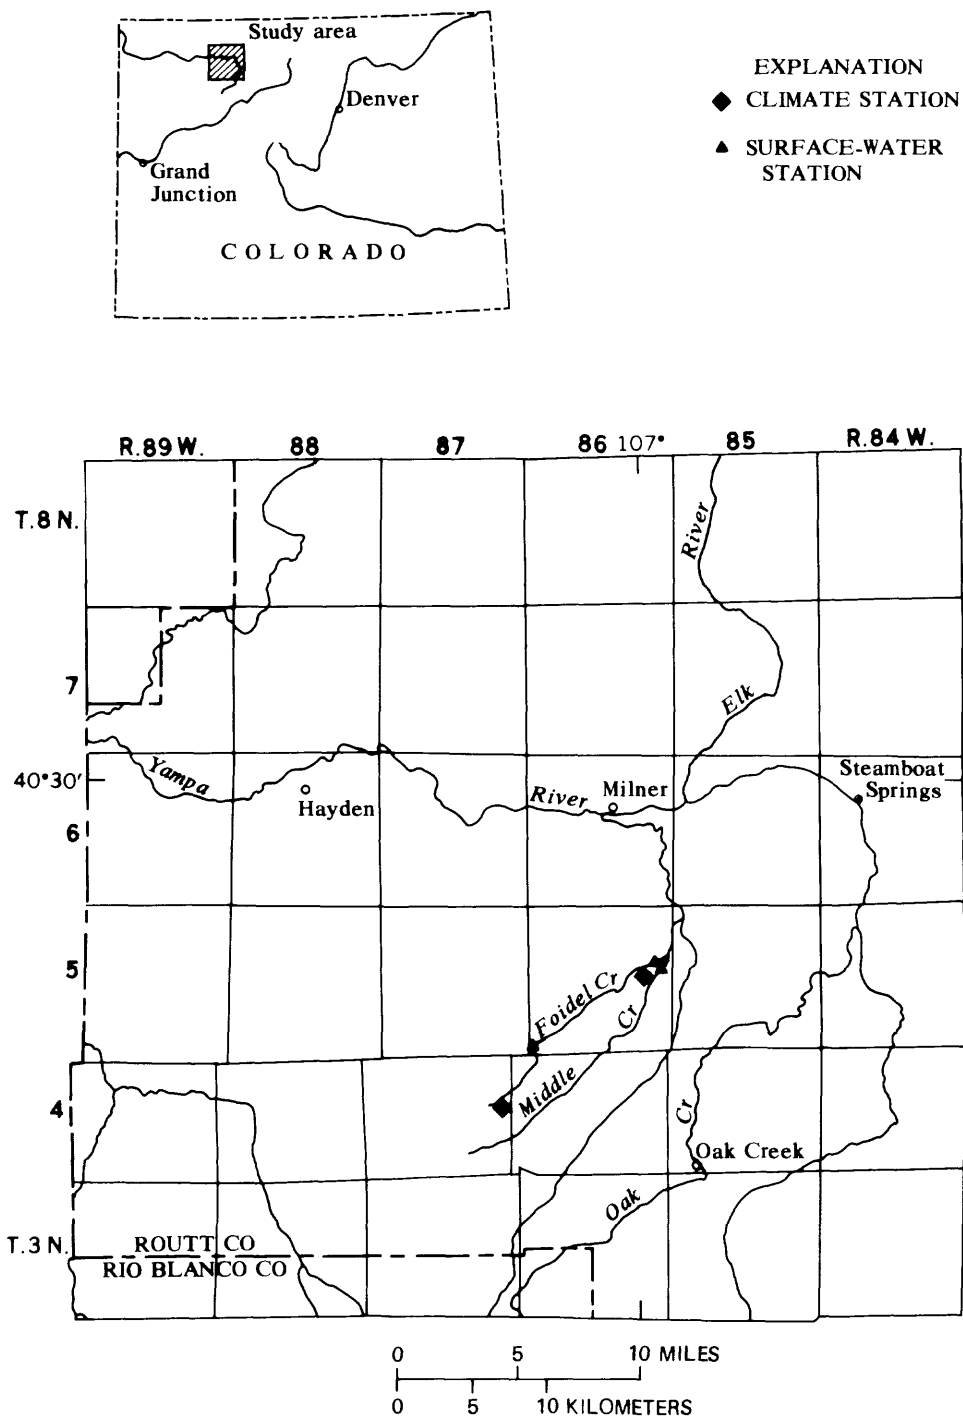 Study area
Denver
Grand
Junction
COLORADO
EXPLANATION
CLIMATE STATION
SURFACE-WATER
STATION
R.89W. 88 87 86 107° 85 R.84W.
T.8N.
River
7
Elk
40°30′
Yampa
Hayden
River
Milner
Steamboat
Springs
6
5
Foidel Cr
Cr
Middle
4
Cr
Oak Creek
Oak
T.3N.
ROUTT CO
RIO BLANCO CO
0 5 10 MILES
0 5 10 KILOMETERS